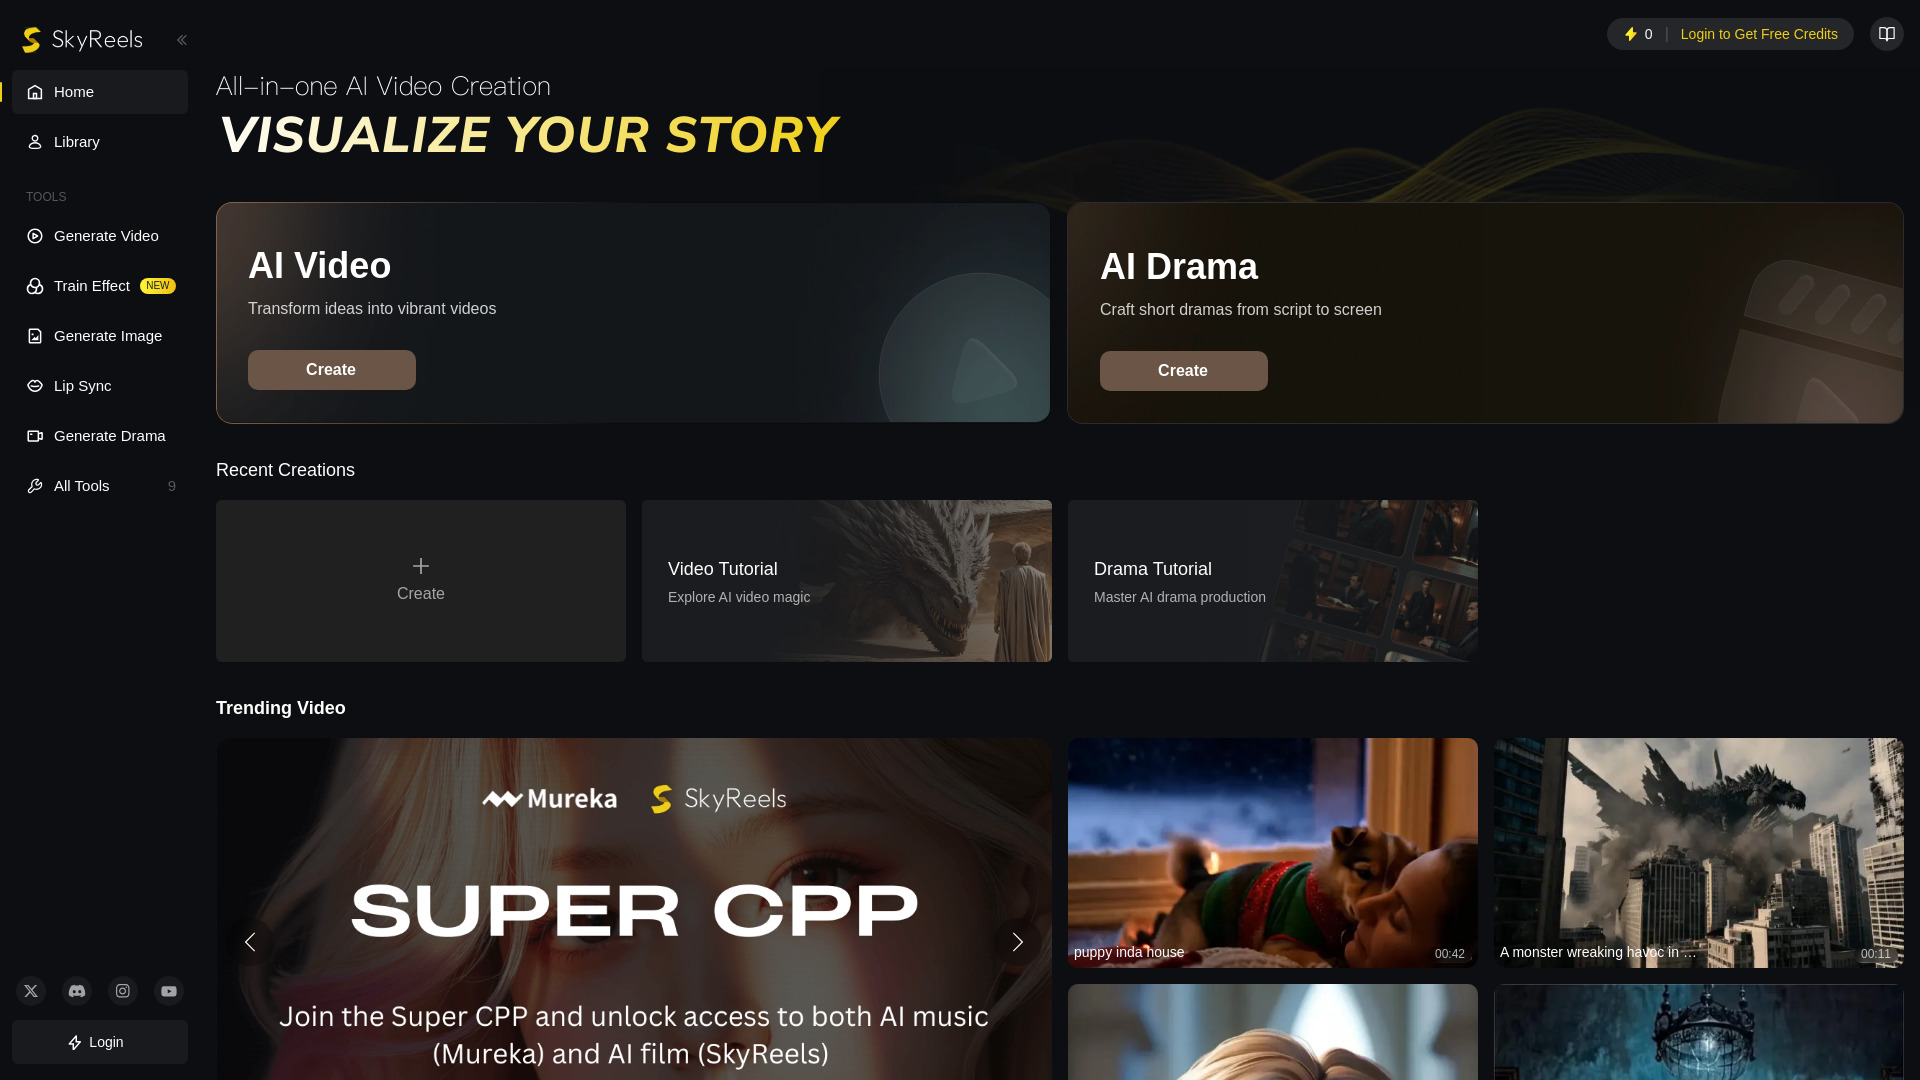 SkyReels
Home
Library
TOOLS
Generate Video
Train Effect NEW
Generate Image
Lip Sync
Generate Drama
All Tools 9
Login
0 | Login to Get Free Credits
All-in-one AI Video Creation
VISUALIZE YOUR STORY
AI Video
Transform ideas into vibrant videos
Create
AI Drama
Craft short dramas from script to screen
Create
Recent Creations
Create
Video Tutorial
Explore AI video magic
Drama Tutorial
Master AI drama production
Trending Video
Mureka SkyReels
SUPER CPP
Join the Super CPP and unlock access to both AI music
(Mureka) and AI film (SkyReels)
puppy inda house 00:42
A monster wreaking havoc in ... 00:11